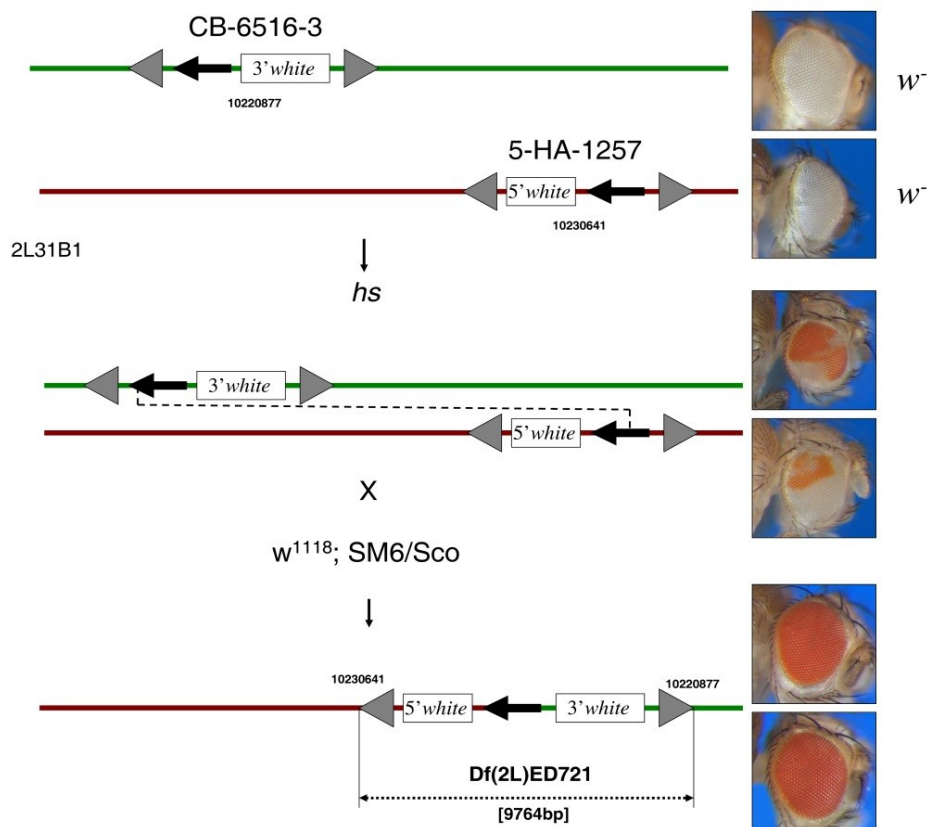 CB-6516-3
3'white
10220877
w-
5-HA-1257
5'white
10230641
w-
2L31B1
hs
3'white
5'white
X
w1118; SM6/Sco
10230641
10220877
5'white
3'white
Df(2L)ED721
[9764bp]